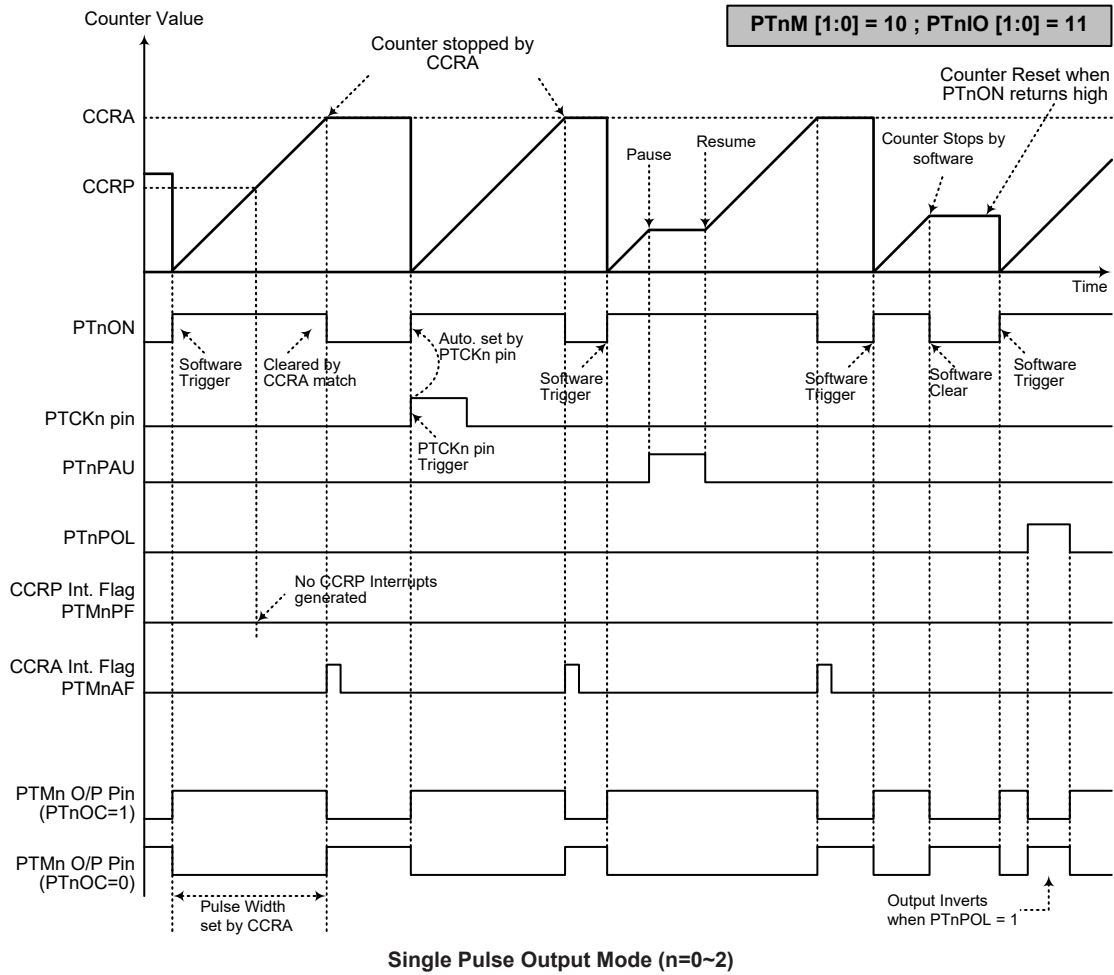 Counter Value
PTnM [1:0] = 10 ; PTnIO [1:0] = 11
Counter stopped by
CCRA
Counter Reset when
PTnON returns high
CCRA
Pause
Resume
Counter Stops by
software
CCRP
Time
PTnON
Software
Trigger
Cleared by
CCRA match
Auto. set by
PTCKn pin
Software
Trigger
Software
Trigger
Software
Clear
Software
Trigger
PTCKn pin
PTCKn pin
Trigger
PTnPAU
PTnPOL
No CCRP Interrupts
generated
CCRP Int. Flag
PTMnPF
CCRA Int. Flag
PTMnAF
PTMn O/P Pin
(PTnOC=1)
PTMn O/P Pin
(PTnOC=0)
Pulse Width
set by CCRA
Output Inverts
when PTnPOL = 1
Single Pulse Output Mode (n=0~2)